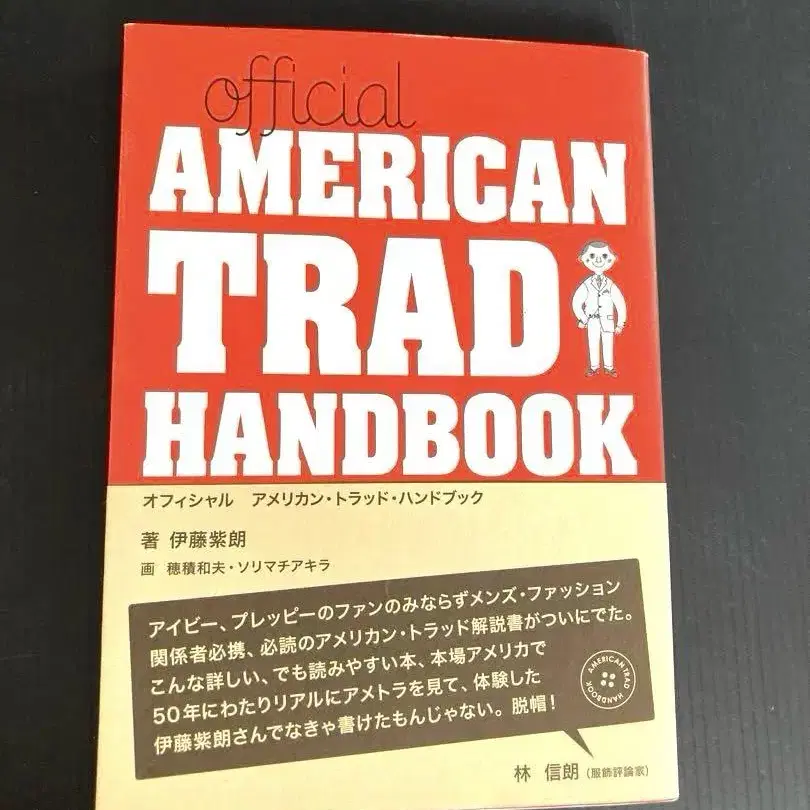 official
AMERICAN
TRAD
HANDBOOK
オフィシャル アメリカン・トラッド・ハンドブック
著 伊藤紫朗
画 穂積和夫・ソリマチアキラ
アイビー、プレッピーのファンのみならずメンズ・ファッション
関係者必携、必読のアメリカン・トラッド解説書がついにでた。
こんな詳しい、でも読みやすい本、本場アメリカで
50年にわたりリアルにアメトラを見て、体験した
伊藤紫朗さんでなきゃ書けたもんじゃない。脱帽!
AMERICAN TRAD HANDBOOK
林 信朗 (服飾評論家)